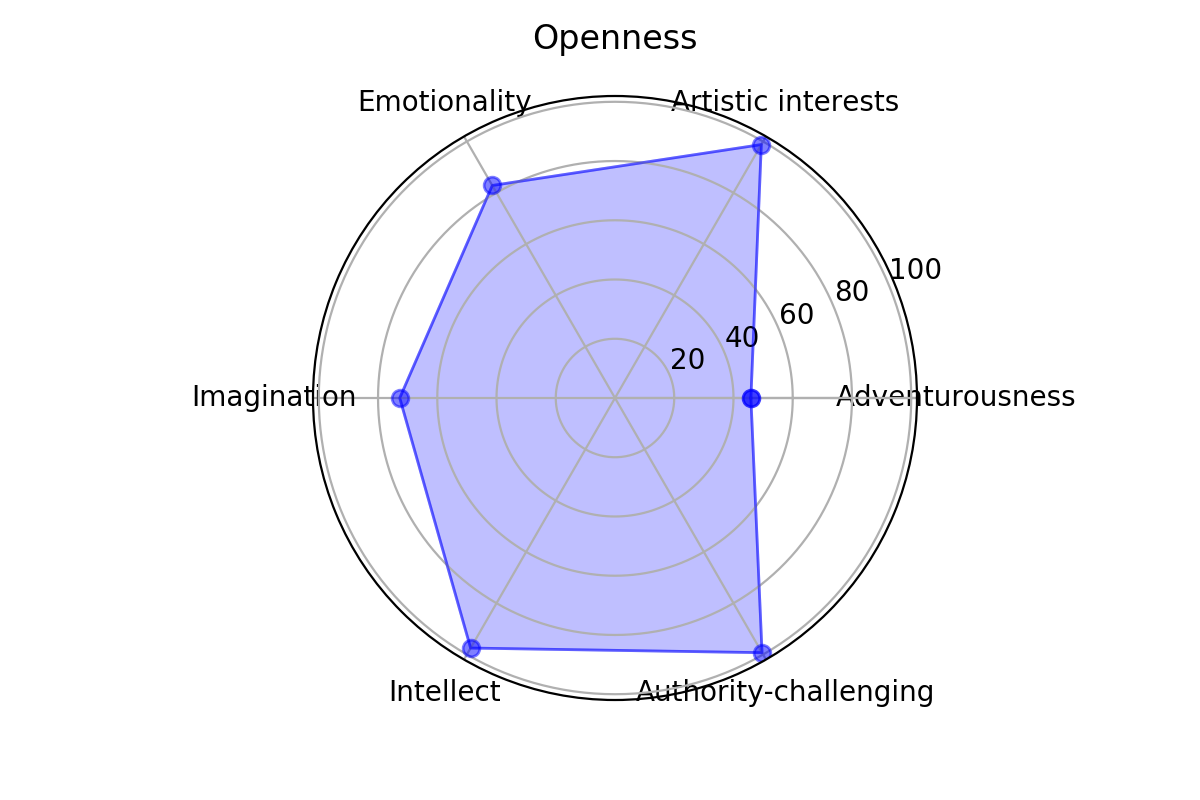 Openness
Emotionality
Artistic interests
100
80
60
40
20
Imagination
Adventurousness
Intellect
Authority-challenging